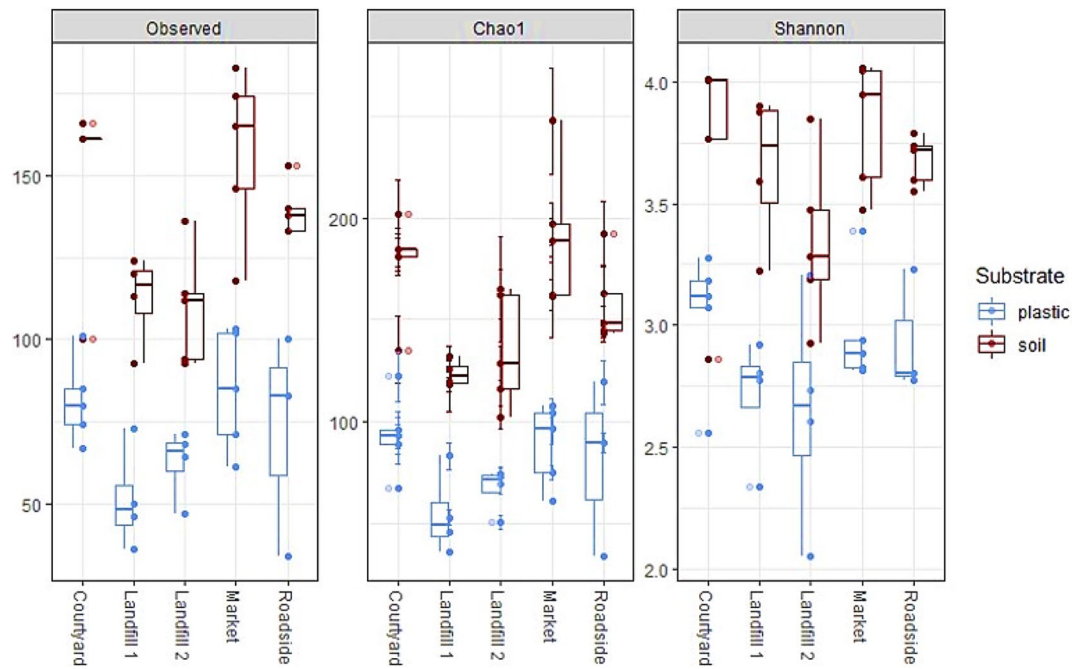 Observed
Chao1
Shannon
150
100
50
200
100
4.0
3.5
3.0
2.5
2.0
Substrate
plastic
soil
Courtyard
Landfill 1
Landfill 2
Market
Roadside
Courtyard
Landfill 1
Landfill 2
Market
Roadside
Courtyard
Landfill 1
Landfill 2
Market
Roadside